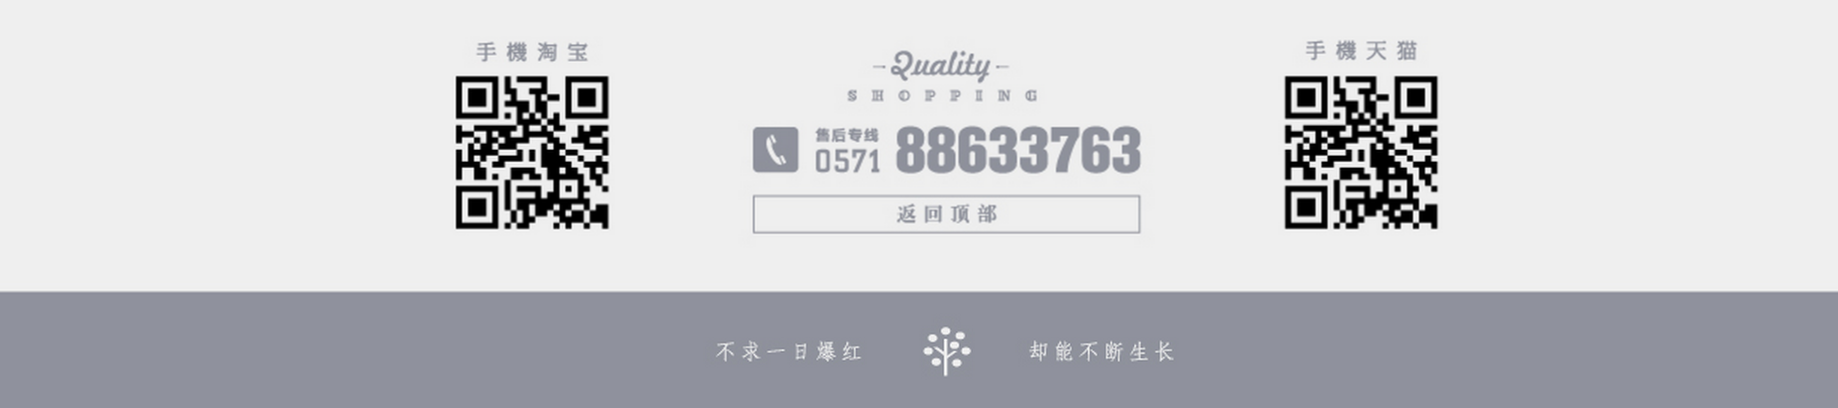 手機淘宝
-Quality-
SHOPPING
售后专线
0571 88633763
返回顶部
手機天猫
不求一日爆红 却能不断生长